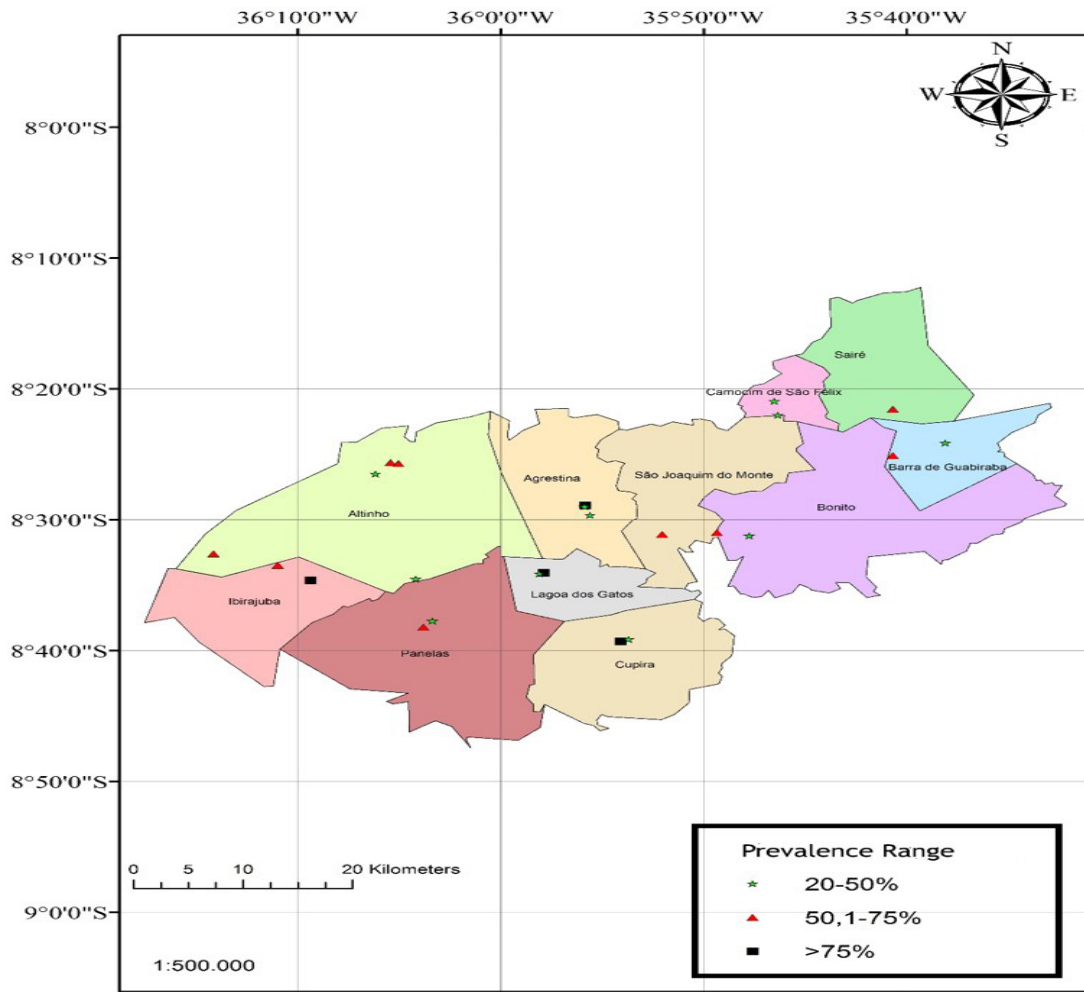 36°10'0"W 36°0'0"W 35°50'0"W 35°40'0"W
N
W E
S
8°0'0"S
8°10'0"S
8°20'0"S
8°30'0"S
8°40'0"S
8°50'0"S
9°0'0"S
Sairé
Camocim de São Félix
Barra de Guabiraba
São Joaquim do Monte
Agrestina
Bonito
Altinho
Lagoa dos Gatos
Ibirajuba
Panelas
Cupira
0 5 10 20 Kilometers
1:500.000
Prevalence Range
20-50%
50,1-75%
>75%